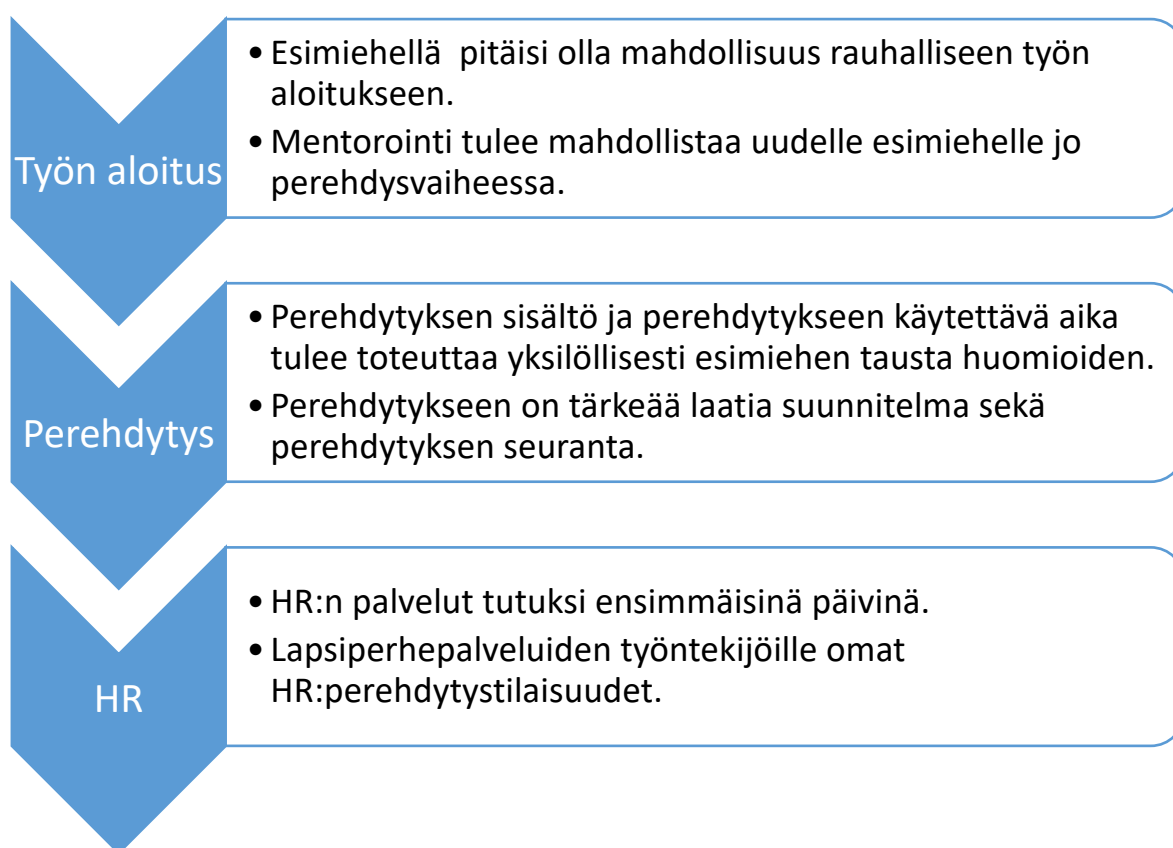 Työn aloitus
• Esimiehellä  pitäisi olla mahdollisuus rauhalliseen työn
aloitukseen.
• Mentorointi tulee mahdollistaa uudelle esimiehelle jo
perehdysvaiheessa.
Perehdytys
• Perehdytyksen sisältö ja perehdytykseen käytettävä aika
tulee toteuttaa yksilöllisesti esimiehen tausta huomioiden.
• Perehdytykseen on tärkeää laatia suunnitelma sekä
perehdytyksen seuranta.
HR
• HR:n palvelut tutuksi ensimmäisinä päivinä.
• Lapsiperhepalveluiden työntekijöille omat
HR:perehdytystilaisuudet.